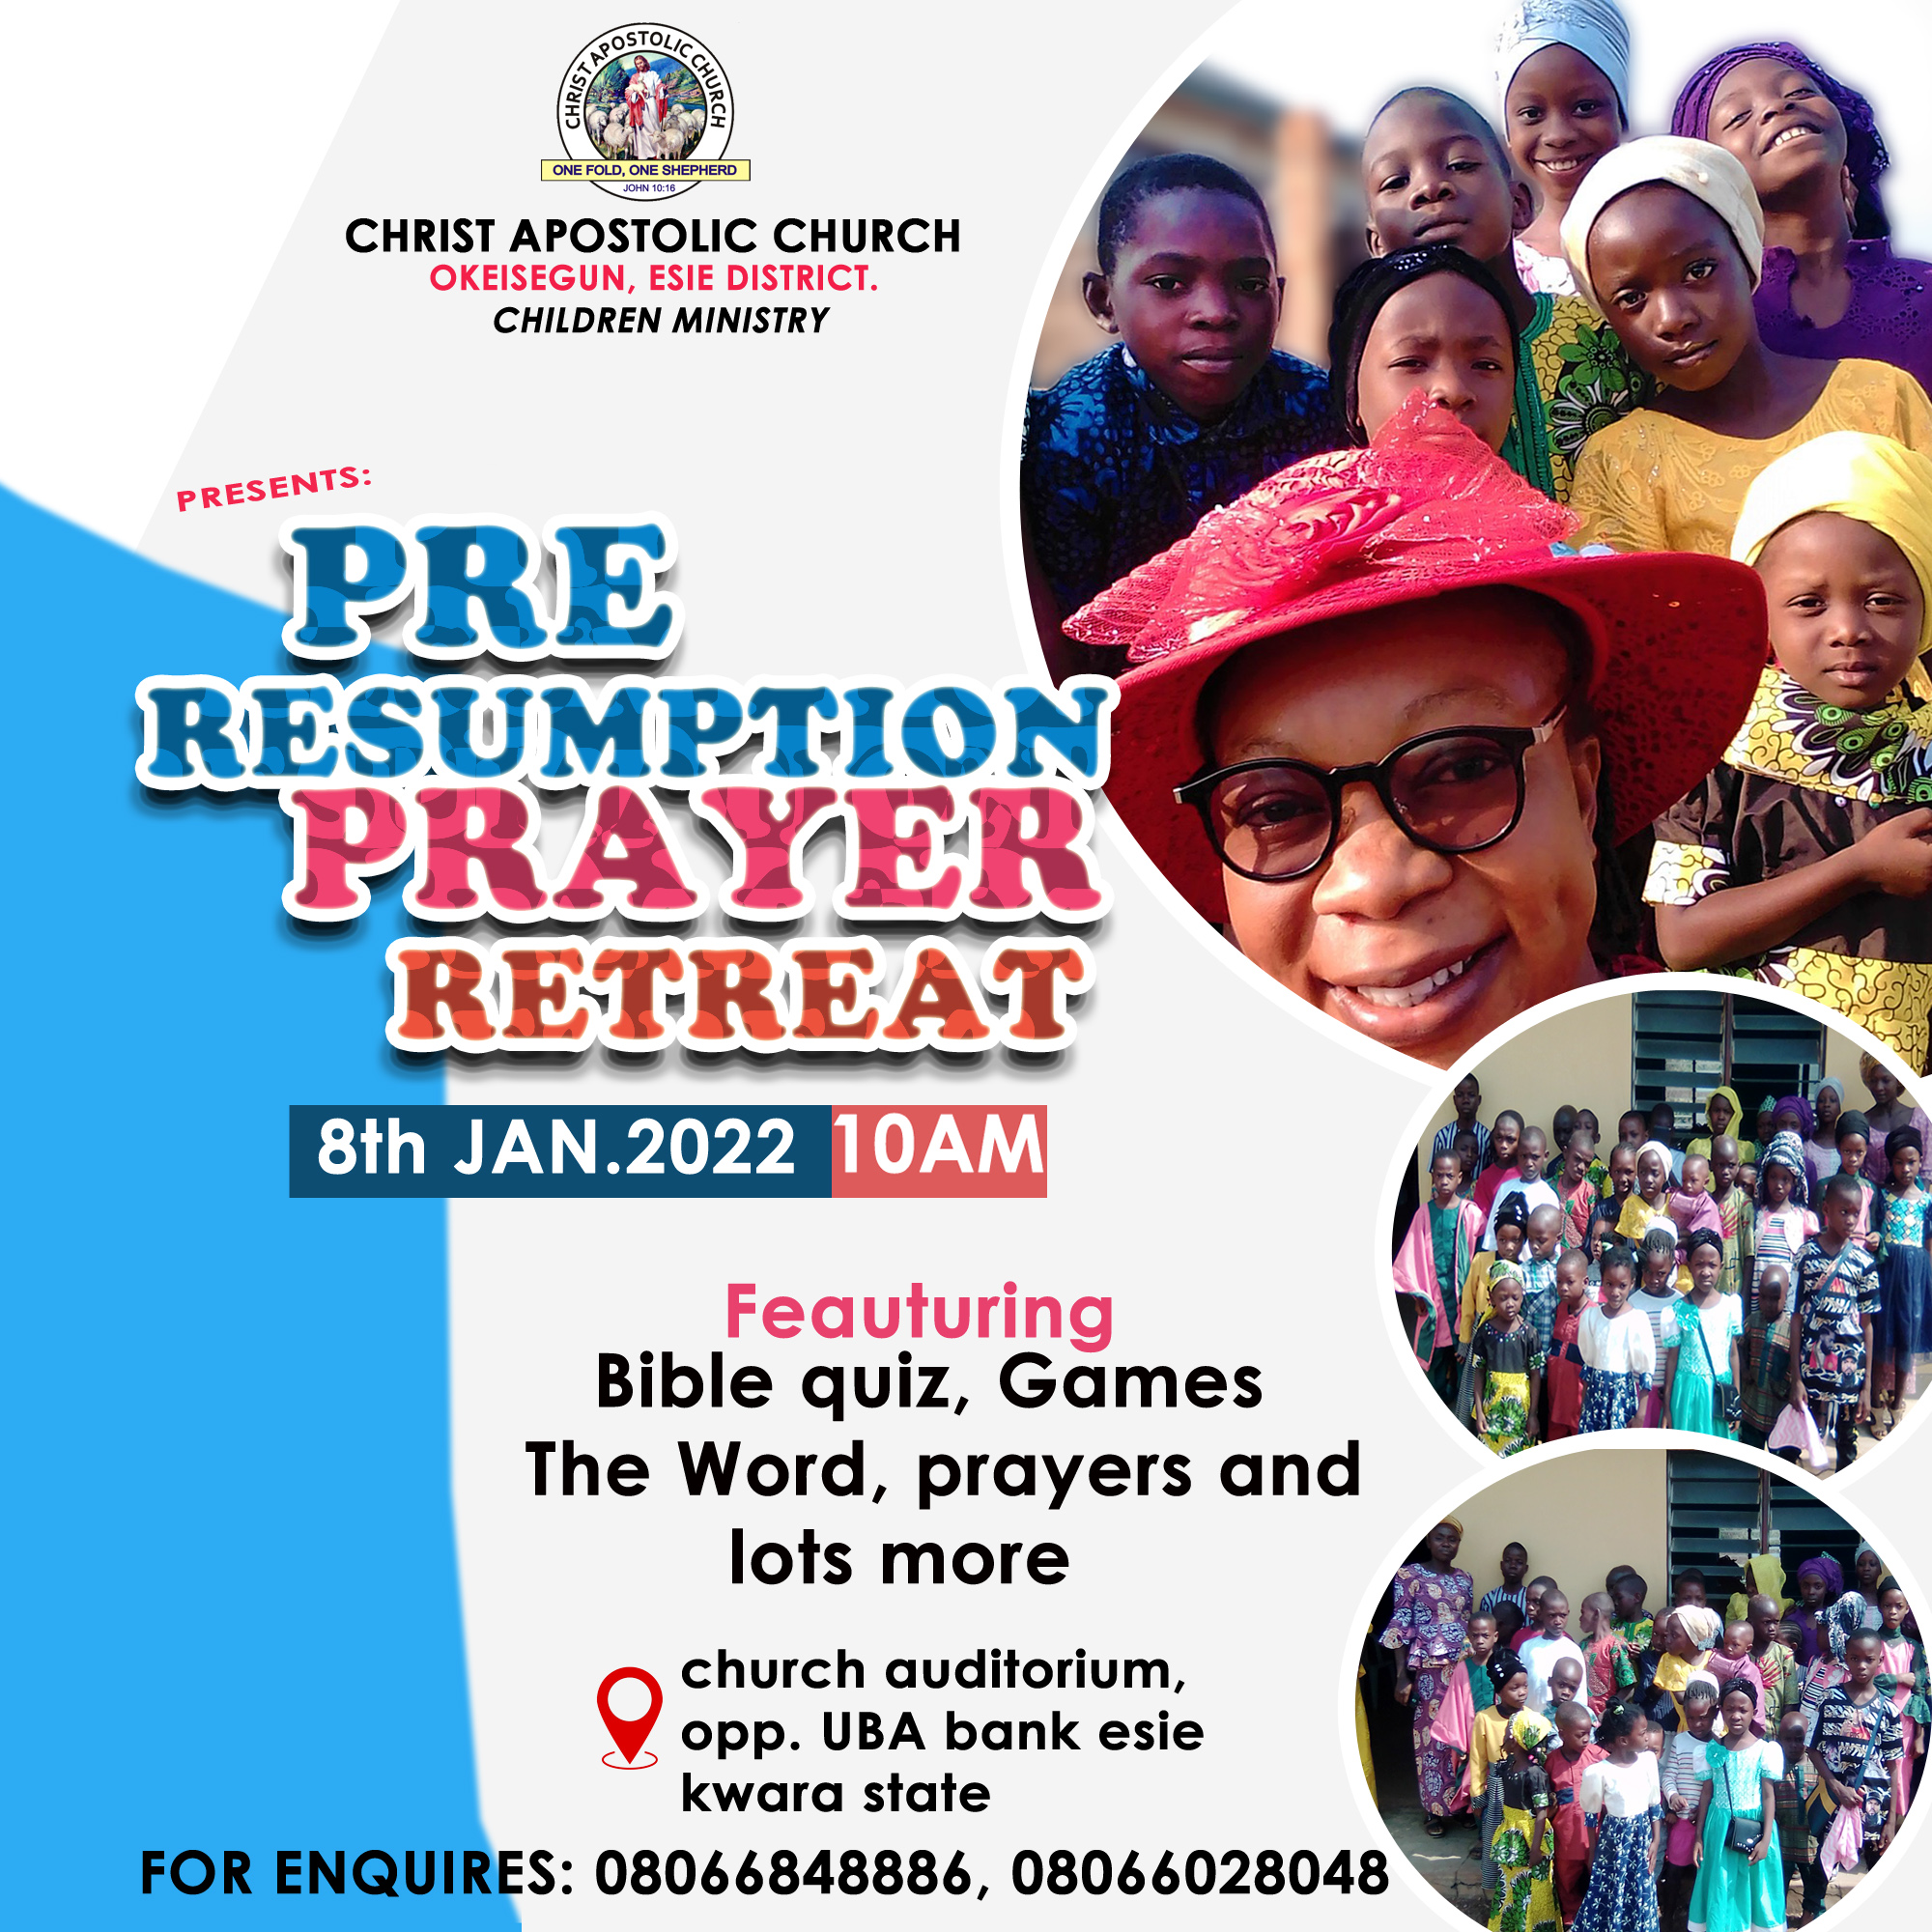 CHRIST APOSTOLIC CHURCH
ONE FOLD, ONE SHEPHERD
JOHN 10:16
CHRIST APOSTOLIC CHURCH
OKEISEGUN, ESIE DISTRICT.
CHILDREN MINISTRY
PRESENTS:
PRE
RESUMPTION
PRAYER
RETREAT
8th JAN.2022 10AM
Feauturing
Bible quiz, Games
The Word, prayers and
lots more
church auditorium,
opp. UBA bank esie
kwara state
FOR ENQUIRES: 08066848886, 08066028048